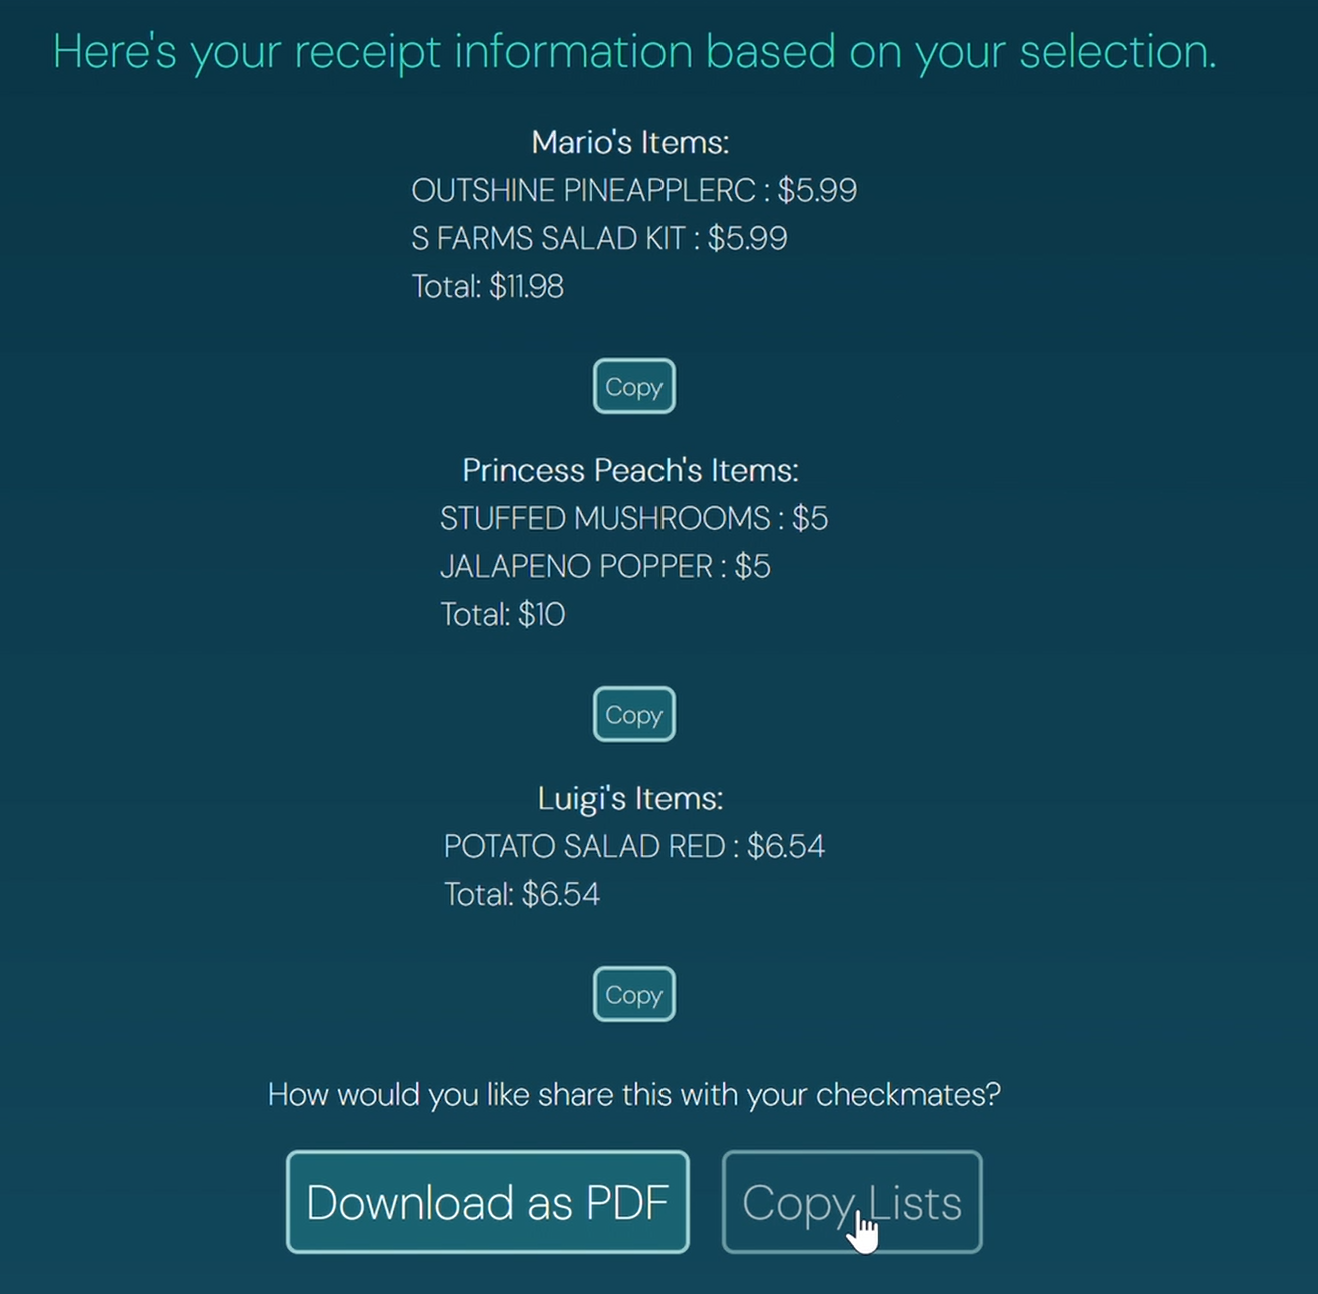 Here's your receipt information based on your selection.
Mario's Items:
OUTSHINE PINEAPPLERC : $5.99
S FARMS SALAD KIT : $5.99
Total: $11.98
Copy
Princess Peach's Items:
STUFFED MUSHROOMS : $5
JALAPENO POPPER : $5
Total: $10
Copy
Luigi's Items:
POTATO SALAD RED : $6.54
Total: $6.54
Copy
How would you like share this with your checkmates?
Download as PDF
Copy Lists